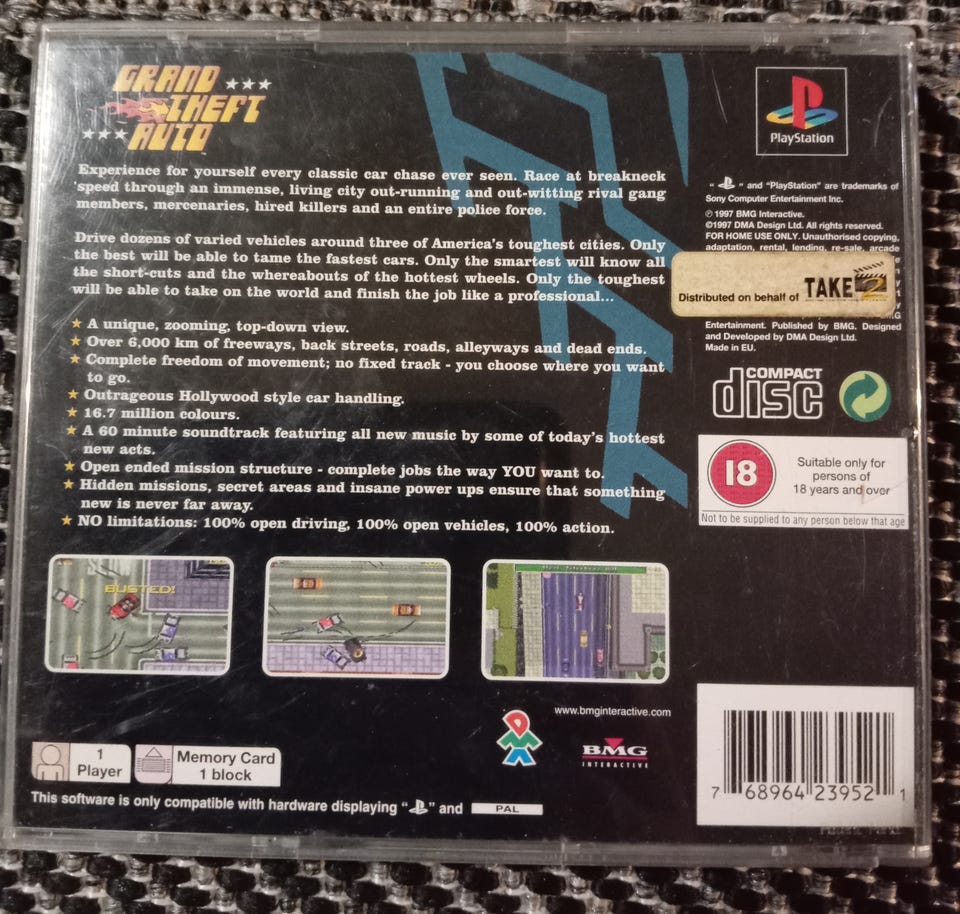 GRAND
THEFT
AUTO
Experience for yourself every classic car chase ever seen. Race at breakneck
speed through an immense, living city out-running and out-witting rival gang
members, mercenaries, hired killers and an entire police force.
Drive dozens of varied vehicles around three of America's toughest cities. Only
the best will be able to tame the fastest cars. Only the smartest will know all
the short-cuts and the whereabouts of the hottest wheels. Only the toughest
will be able to take on the world and finish the job like a professional...
★ A unique, zooming, top-down view.
★ Over 6,000 km of freeways, back streets, roads, alleyways and dead ends.
★ Complete freedom of movement; no fixed track - you choose where you want
to go.
★ Outrageous Hollywood style car handling.
★ 16.7 million colours.
★ A 60 minute soundtrack featuring all new music by some of today's hottest
new acts.
★ Open ended mission structure - complete jobs the way YOU want to.
★ Hidden missions, secret areas and insane power ups ensure that something
new is never far away.
★ NO limitations: 100% open driving, 100% open vehicles, 100% action.
BUSTED!
1
Player
Memory Card
1 block
This software is only compatible with hardware displaying " " and PAL
www.bmginteractive.com
BMG
INTERACTIVE
PlayStation
" " and "PlayStation" are trademarks of
Sony Computer Entertainment Inc.
℗ 1997 BMG Interactive.
©1997 DMA Design Ltd. All rights reserved.
FOR HOME USE ONLY. Unauthorised copying,
adaptation, rental, lending, re-sale, arcade
Distributed on behalf of TAKE 2
BMG
Entertainment. Published by BMG. Designed
and Developed by DMA Design Ltd.
Made in EU.
COMPACT
disc
18
Suitable only for
persons of
18 years and over
Not to be supplied to any person below that age
7 68964 23952 1